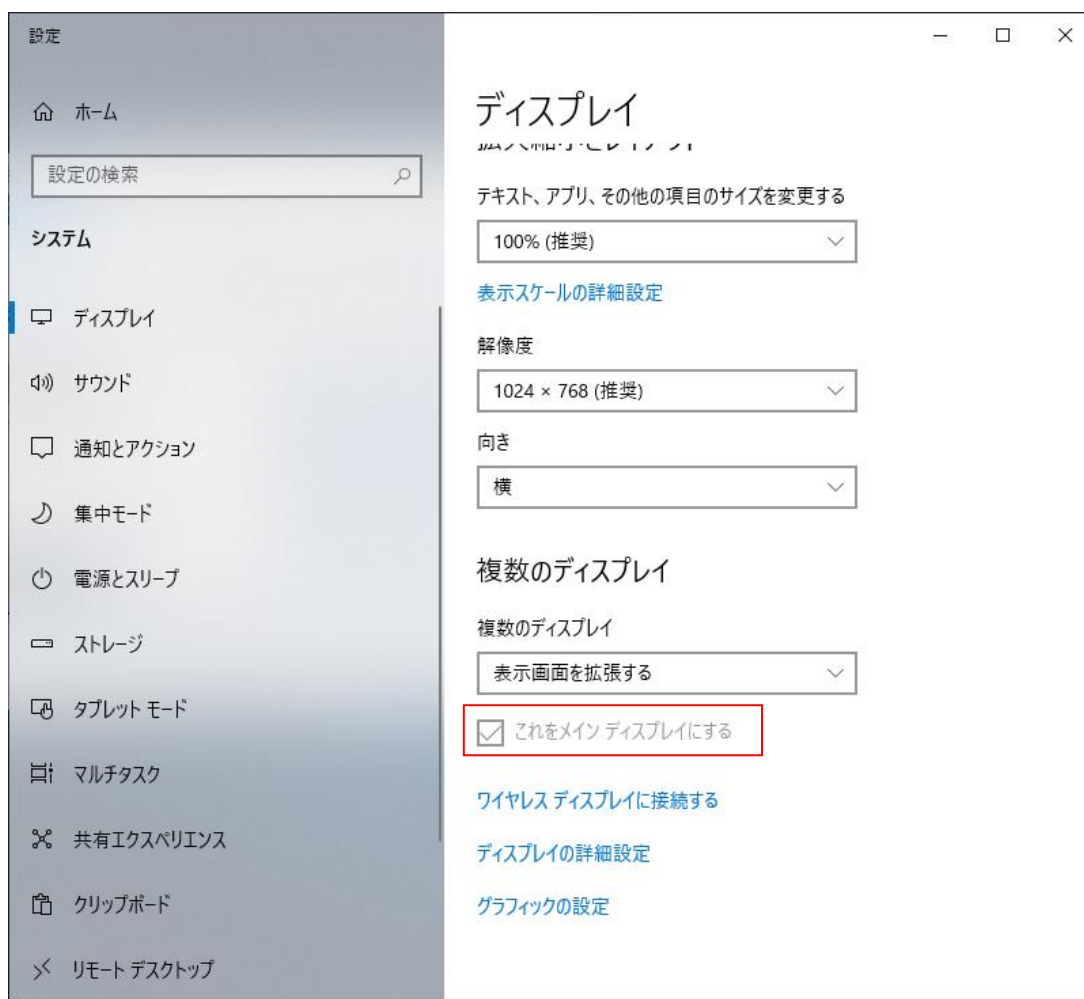 設定
ホーム
設定の検索
システム
ディスプレイ
サウンド
通知とアクション
集中モード
電源とスリープ
ストレージ
タブレット モード
マルチタスク
共有エクスペリエンス
クリップボード
リモート デスクトップ
ディスプレイ
拡大縮小とレイアウト
テキスト、アプリ、その他の項目のサイズを変更する
100% (推奨)
表示スケールの詳細設定
解像度
1024 × 768 (推奨)
向き
横
複数のディスプレイ
複数のディスプレイ
表示画面を拡張する
これをメイン ディスプレイにする
ワイヤレス ディスプレイに接続する
ディスプレイの詳細設定
グラフィックの設定